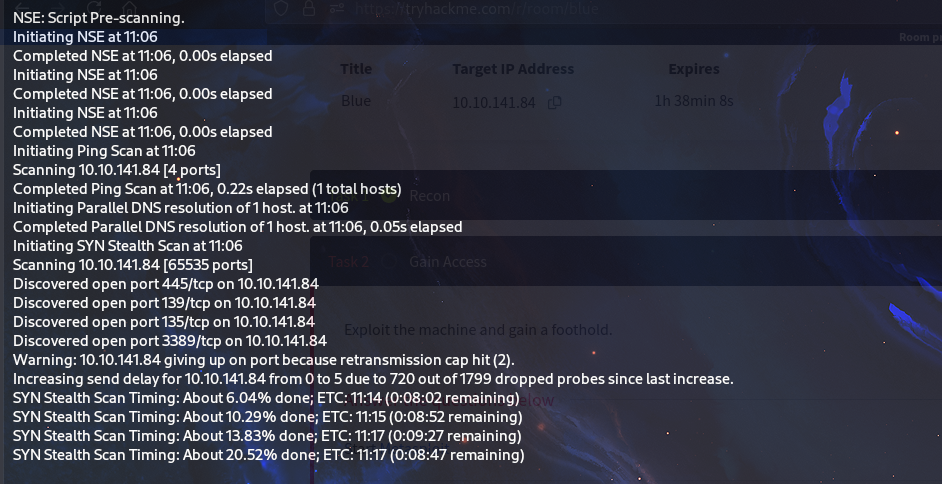 https://tryhackme.com/r/room/blue
NSE: Script Pre-scanning.
Initiating NSE at 11:06
Completed NSE at 11:06, 0.00s elapsed
Initiating NSE at 11:06
Completed NSE at 11:06, 0.00s elapsed
Initiating NSE at 11:06
Completed NSE at 11:06, 0.00s elapsed
Initiating Ping Scan at 11:06
Scanning 10.10.141.84 [4 ports]
Completed Ping Scan at 11:06, 0.22s elapsed (1 total hosts)
Initiating Parallel DNS resolution of 1 host. at 11:06
Completed Parallel DNS resolution of 1 host. at 11:06, 0.05s elapsed
Initiating SYN Stealth Scan at 11:06
Scanning 10.10.141.84 [65535 ports]
Discovered open port 445/tcp on 10.10.141.84
Discovered open port 139/tcp on 10.10.141.84
Discovered open port 135/tcp on 10.10.141.84
Discovered open port 3389/tcp on 10.10.141.84
Warning: 10.10.141.84 giving up on port because retransmission cap hit (2).
Increasing send delay for 10.10.141.84 from 0 to 5 due to 720 out of 1799 dropped probes since last increase.
SYN Stealth Scan Timing: About 6.04% done; ETC: 11:14 (0:08:02 remaining)
SYN Stealth Scan Timing: About 10.29% done; ETC: 11:15 (0:08:52 remaining)
SYN Stealth Scan Timing: About 13.83% done; ETC: 11:17 (0:09:27 remaining)
SYN Stealth Scan Timing: About 20.52% done; ETC: 11:17 (0:08:47 remaining)
Room
Title Target IP Address Expires
Blue 10.10.141.84 1h 38min 8s
Recon
Task 2 Gain Access
Exploit the machine and gain a foothold.
below